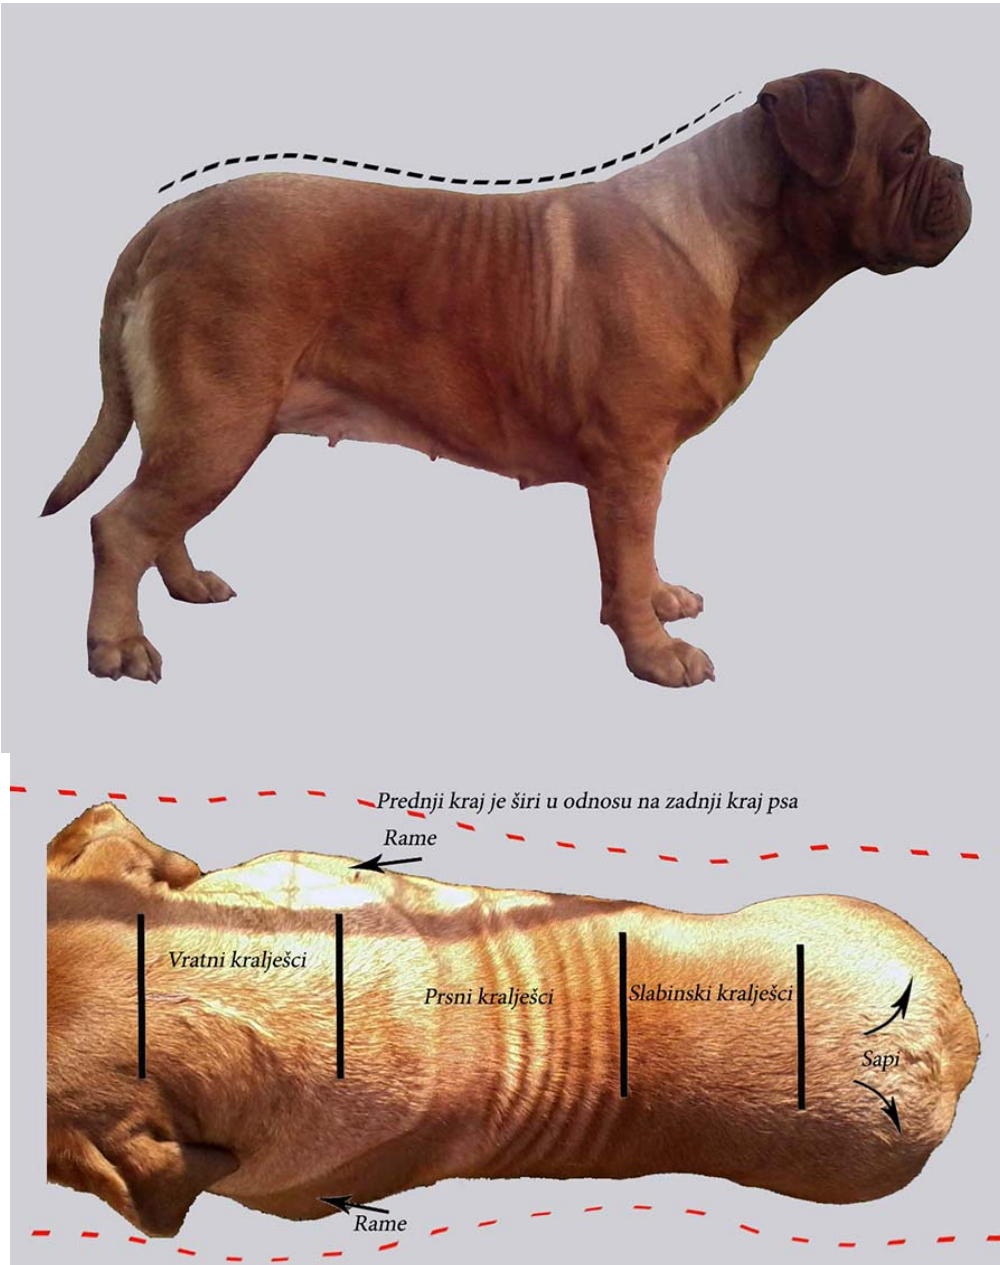 Prednji kraj je širi u odnosu na zadnji kraj psa
Rame
Vratni kralješci
Prsni kralješci
Slabinski kralješci
Sapi
Rame